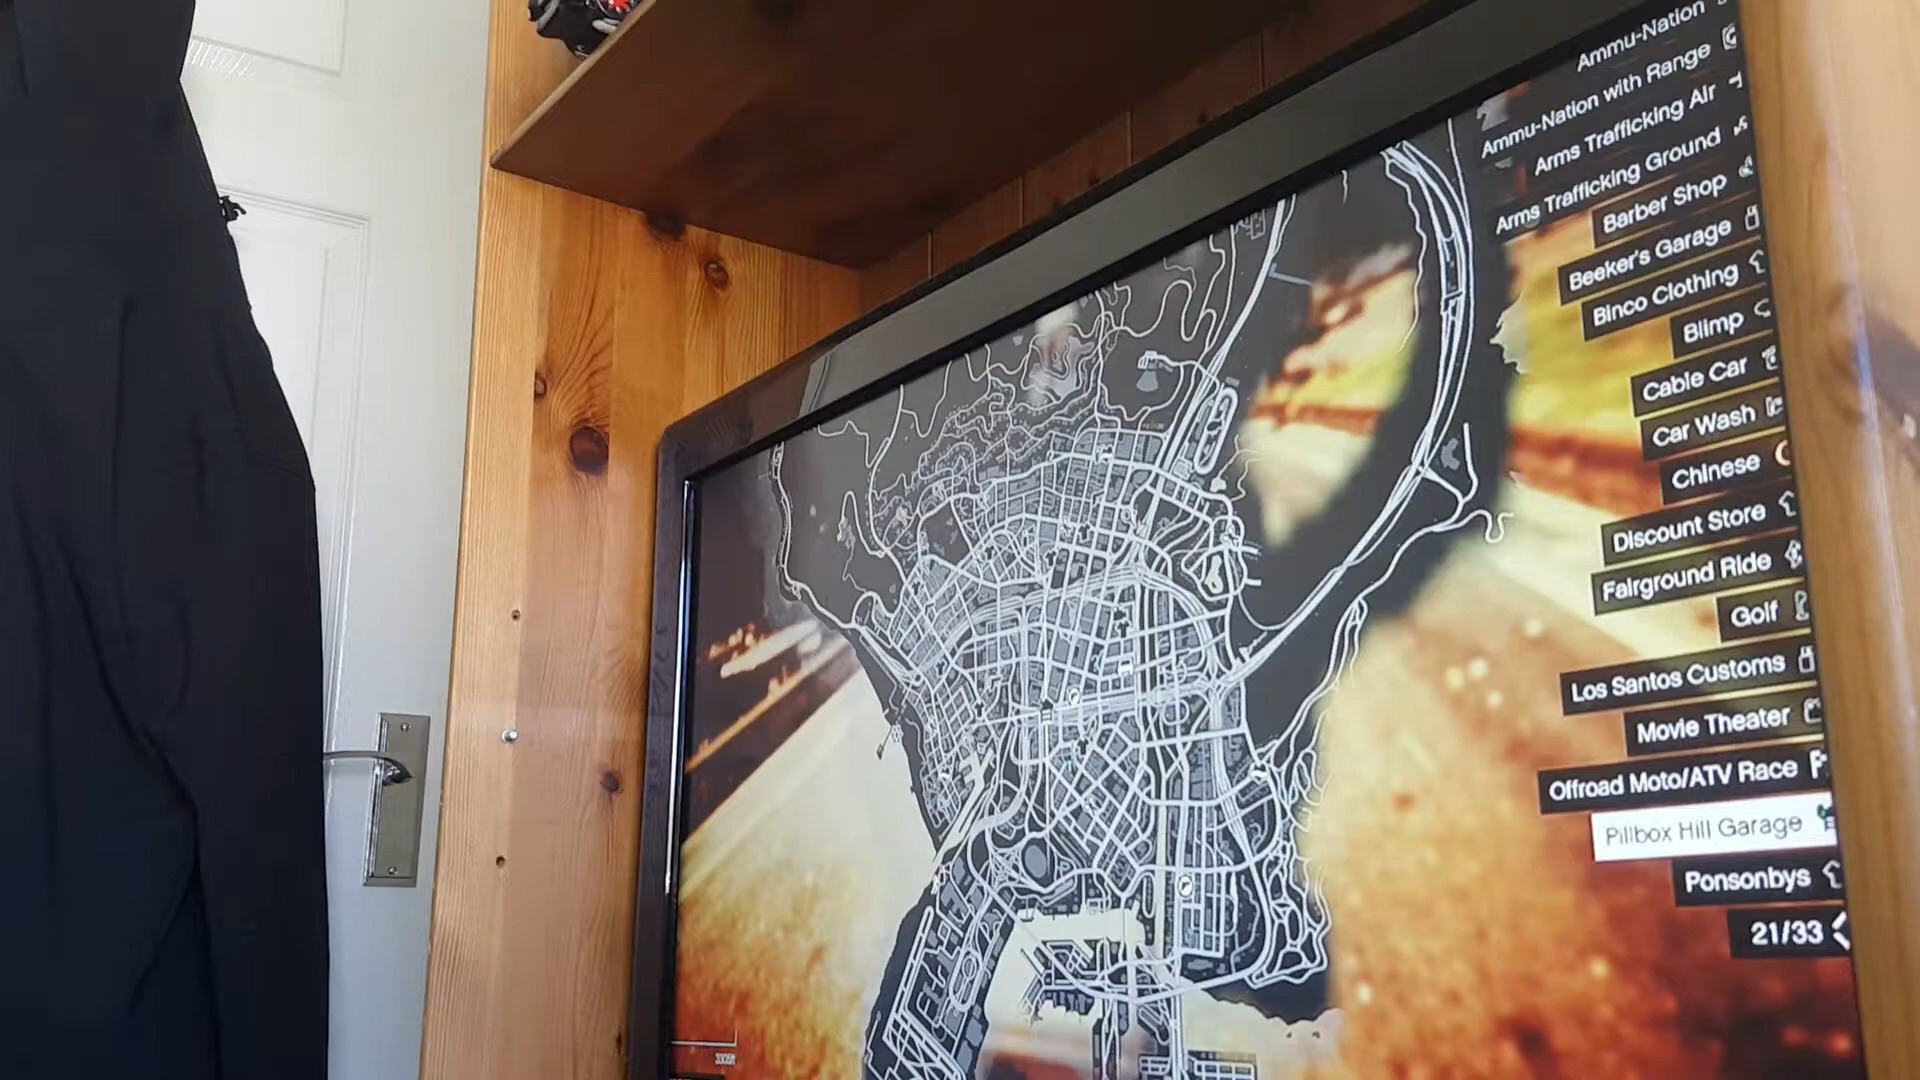 Ammu-Nation
Ammu-Nation with Range
Arms Trafficking Air
Arms Trafficking Ground
Barber Shop
Beeker's Garage
Binco Clothing
Blimp
Cable Car
Car Wash
Chinese
Discount Store
Fairground Ride
Golf
Los Santos Customs
Movie Theater
Offroad Moto/ATV Race
Pillbox Hill Garage
Ponsonbys
21/33